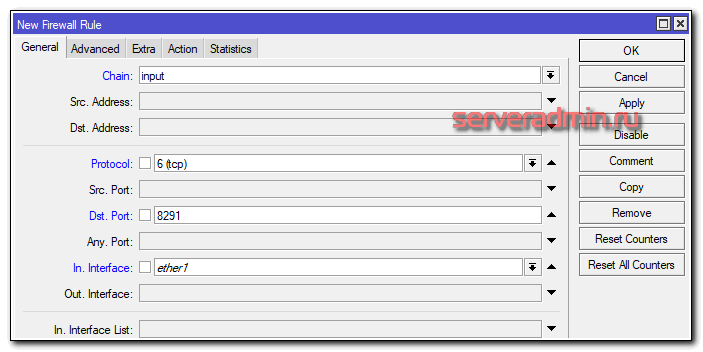 New Firewall Rule
General Advanced Extra Action Statistics
Chain: input
Src. Address:
Dst. Address:
Protocol: 6 (tcp)
Src. Port:
Dst. Port: 8291
Any. Port:
In. Interface: ether1
Out. Interface:
In. Interface List:
OK
Cancel
Apply
Disable
Comment
Copy
Remove
Reset Counters
Reset All Counters
serveradmin.ru